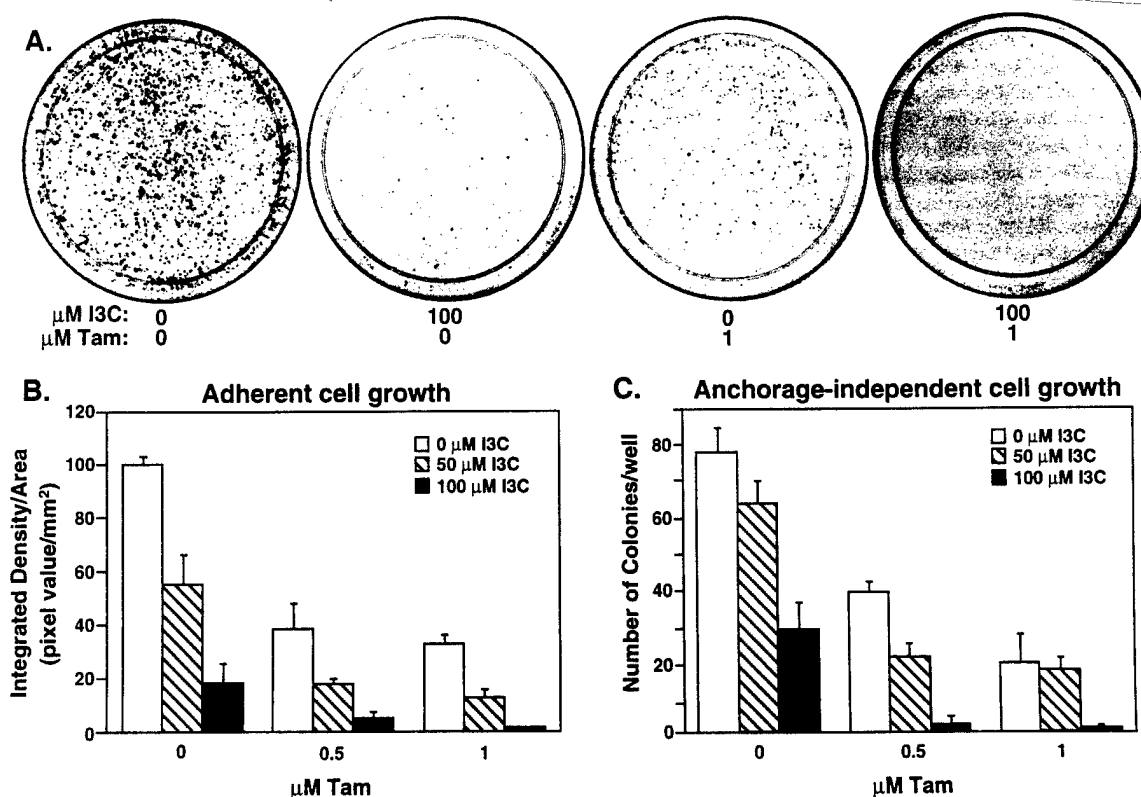 A.
μM I3C: 0 100 0 100
μM Tam: 0 0 1 1
B. Adherent cell growth
Integrated Density/Area
(pixel value/mm²)
120
100
80
60
40
20
0
0 μM I3C
50 μM I3C
100 μM I3C
0 0.5 1
μM Tam
C. Anchorage-independent cell growth
Number of Colonies/well
80
60
40
20
0
0 μM I3C
50 μM I3C
100 μM I3C
0 0.5 1
μM Tam